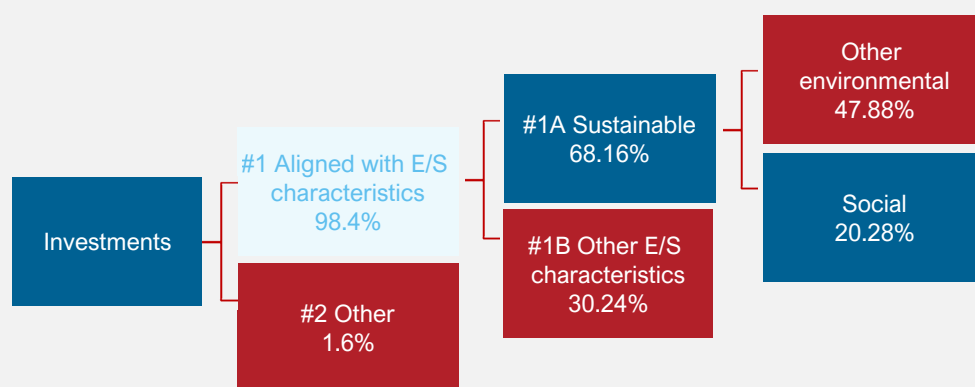 Investments
#1 Aligned with E/S
characteristics
98.4%
#2 Other
1.6%
#1A Sustainable
68.16%
#1B Other E/S
characteristics
30.24%
Other
environmental
47.88%
Social
20.28%